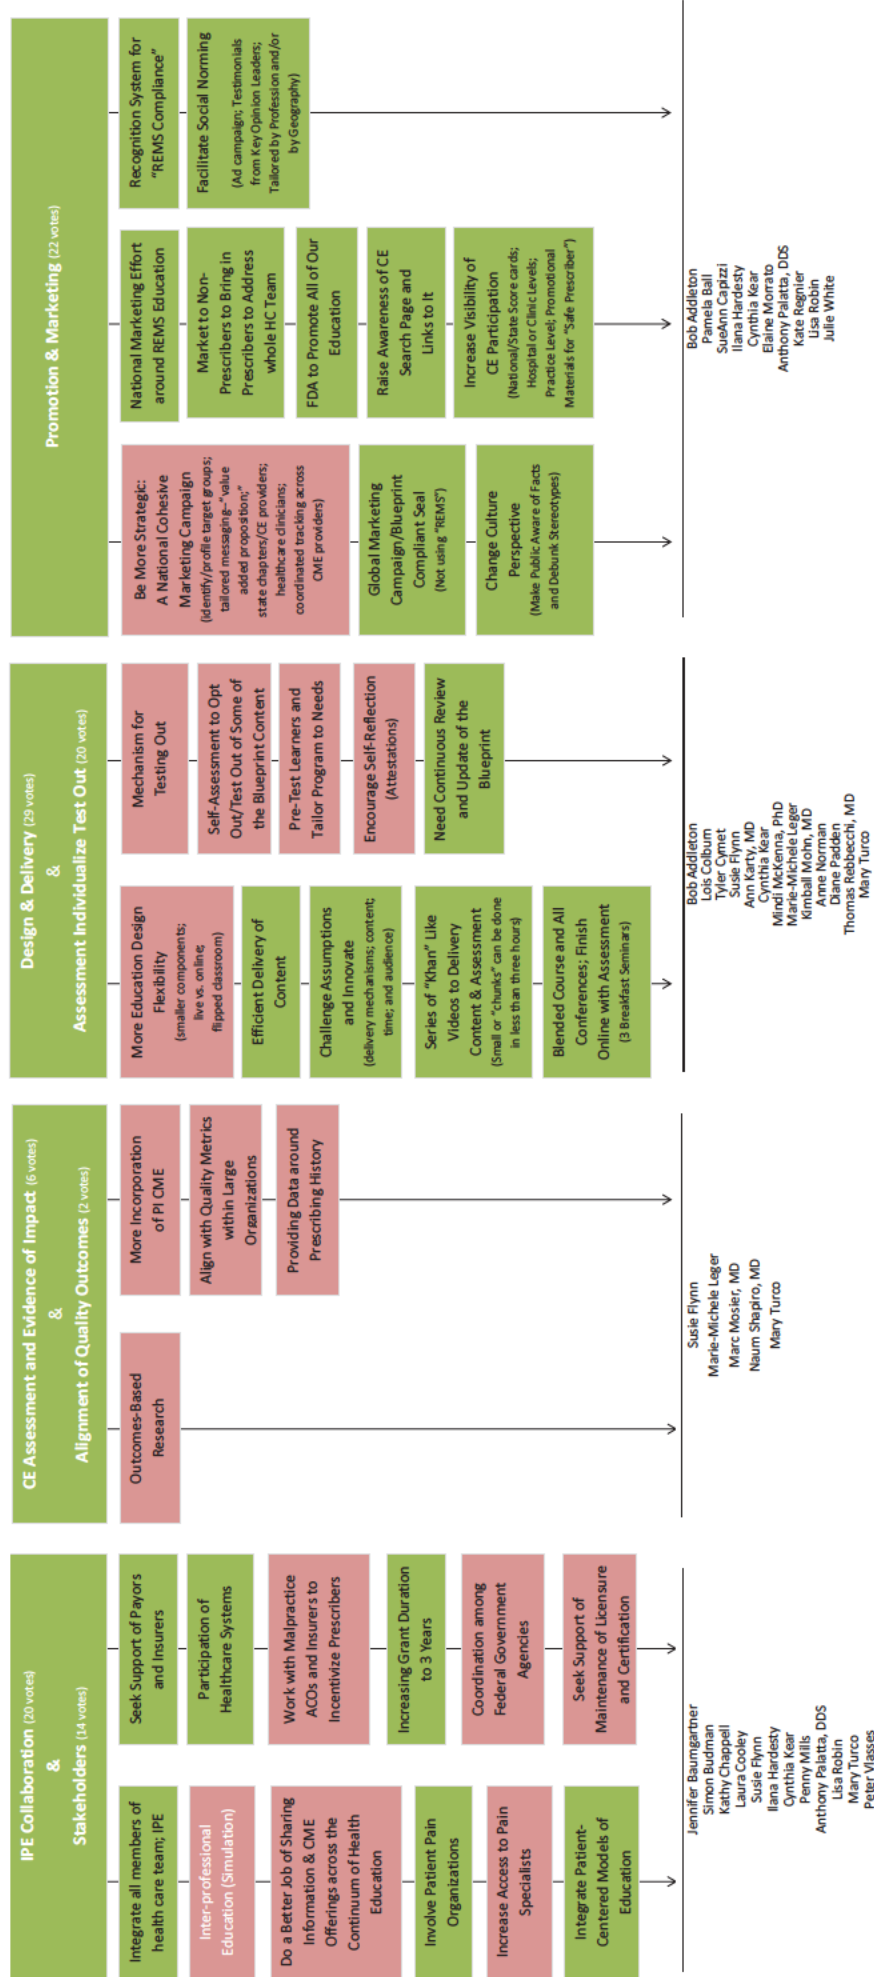 IPE Collaboration (20 votes)
&
Stakeholders (14 votes)
Integrate all members of
health care team; IPE
Inter-professional
Education (Simulation)
Do a Better Job of Sharing
Information & CME
Offerings across the
Continuum of Health
Education
Involve Patient Pain
Organizations
Increase Access to Pain
Specialists
Integrate Patient-
Centered Models of
Education
Seek Support of Payors
and Insurers
Participation of
Healthcare Systems
Work with Malpractice
ACOs and Insurers to
Incentivize Prescribers
Increasing Grant Duration
to 3 Years
Coordination among
Federal Government
Agencies
Seek Support of
Maintenance of Licensure
and Certification
Jennifer Baumgartner
Simon Budman
Kathy Chappell
Laura Cooley
Susie Flynn
Ilana Hardesty
Cynthia Kear
Penny Mills
Anthony Palatta, DDS
Lisa Robin
Mary Turco
Peter Vlasses
CE Assessment and Evidence of Impact (6 votes)
&
Alignment of Quality Outcomes (2 votes)
Outcomes-Based
Research
More Incorporation
of PI CME
Align with Quality Metrics
within Large
Organizations
Providing Data around
Prescribing History
Susie Flynn
Marie-Michele Leger
Marc Mosier, MD
Naum Shapiro, MD
Mary Turco
Design & Delivery (29 votes)
&
Assessment Individualize Test Out (20 votes)
More Education Design
Flexibility
(smaller components;
live vs. online;
flipped classroom)
Efficient Delivery of
Content
Challenge Assumptions
and Innovate
(delivery mechanisms; content;
time; and audience)
Series of "Khan" Like
Videos to Delivery
Content & Assessment
(Small or "chunks" can be done
in less than three hours)
Blended Course and All
Conferences; Finish
Online with Assessment
(3 Breakfast Seminars)
Mechanism for
Testing Out
Self-Assessment to Opt
Out/Test Out of Some of
the Blueprint Content
Pre-Test Learners and
Tailor Program to Needs
Encourage Self-Reflection
(Attestations)
Need Continuous Review
and Update of the
Blueprint
Bob Addleton
Lois Colburn
Tyler Cymet
Susie Flynn
Ann Karty, MD
Cynthia Kear
Mindi McKenna, PhD
Marie-Michele Leger
Kimball Mohn, MD
Anne Norman
Diane Padden
Thomas Rebbecchi, MD
Mary Turco
Promotion & Marketing (22 votes)
Be More Strategic:
A National Cohesive
Marketing Campaign
(identify/profile target groups;
tailored messaging--"value
added proposition;"
state chapters/CE providers;
healthcare clinicians;
coordinated tracking across
CME providers)
Global Marketing
Campaign/Blueprint
Compliant Seal
(Not using "REMS")
Change Culture
Perspective
(Make Public Aware of Facts
and Debunk Stereotypes)
National Marketing Effort
around REMS Education
Market to Non-
Prescribers to Bring in
Prescribers to Address
whole HC Team
FDA to Promote All of Our
Education
Raise Awareness of CE
Search Page and
Links to It
Increase Visibility of
CE Participation
(National/State Score cards;
Hospital or Clinic Levels;
Practice Level; Promotional
Materials for "Safe Prescriber")
Recognition System for
"REMS Compliance"
Facilitate Social Norming
(Ad campaign; Testimonials
from Key Opinion Leaders;
Tailored by Profession and/or
by Geography)
Bob Addleton
Pamela Ball
SueAnn Capizzi
Ilana Hardesty
Cynthia Kear
Elaine Morrato
Anthony Palatta, DDS
Kate Regnier
Lisa Robin
Julie White